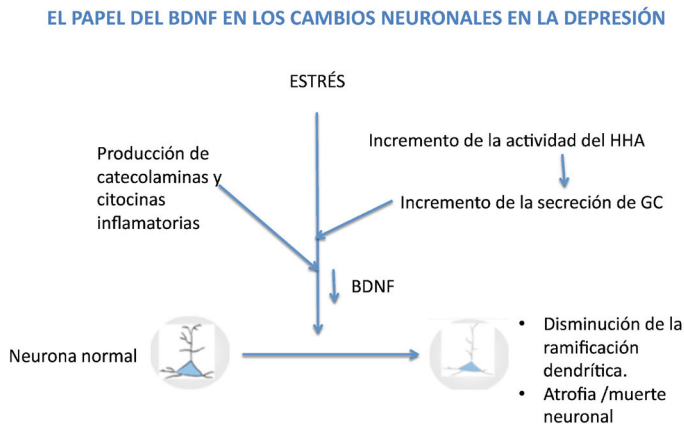 EL PAPEL DEL BDNF EN LOS CAMBIOS NEURONALES EN LA DEPRESIÓN
ESTRÉS
Incremento de la actividad del HHA
Producción de
catecolaminas y
citocinas
inflamatorias
Incremento de la secreción de GC
BDNF
Neurona normal
• Disminución de la
ramificación
dendrítica.
• Atrofia /muerte
neuronal